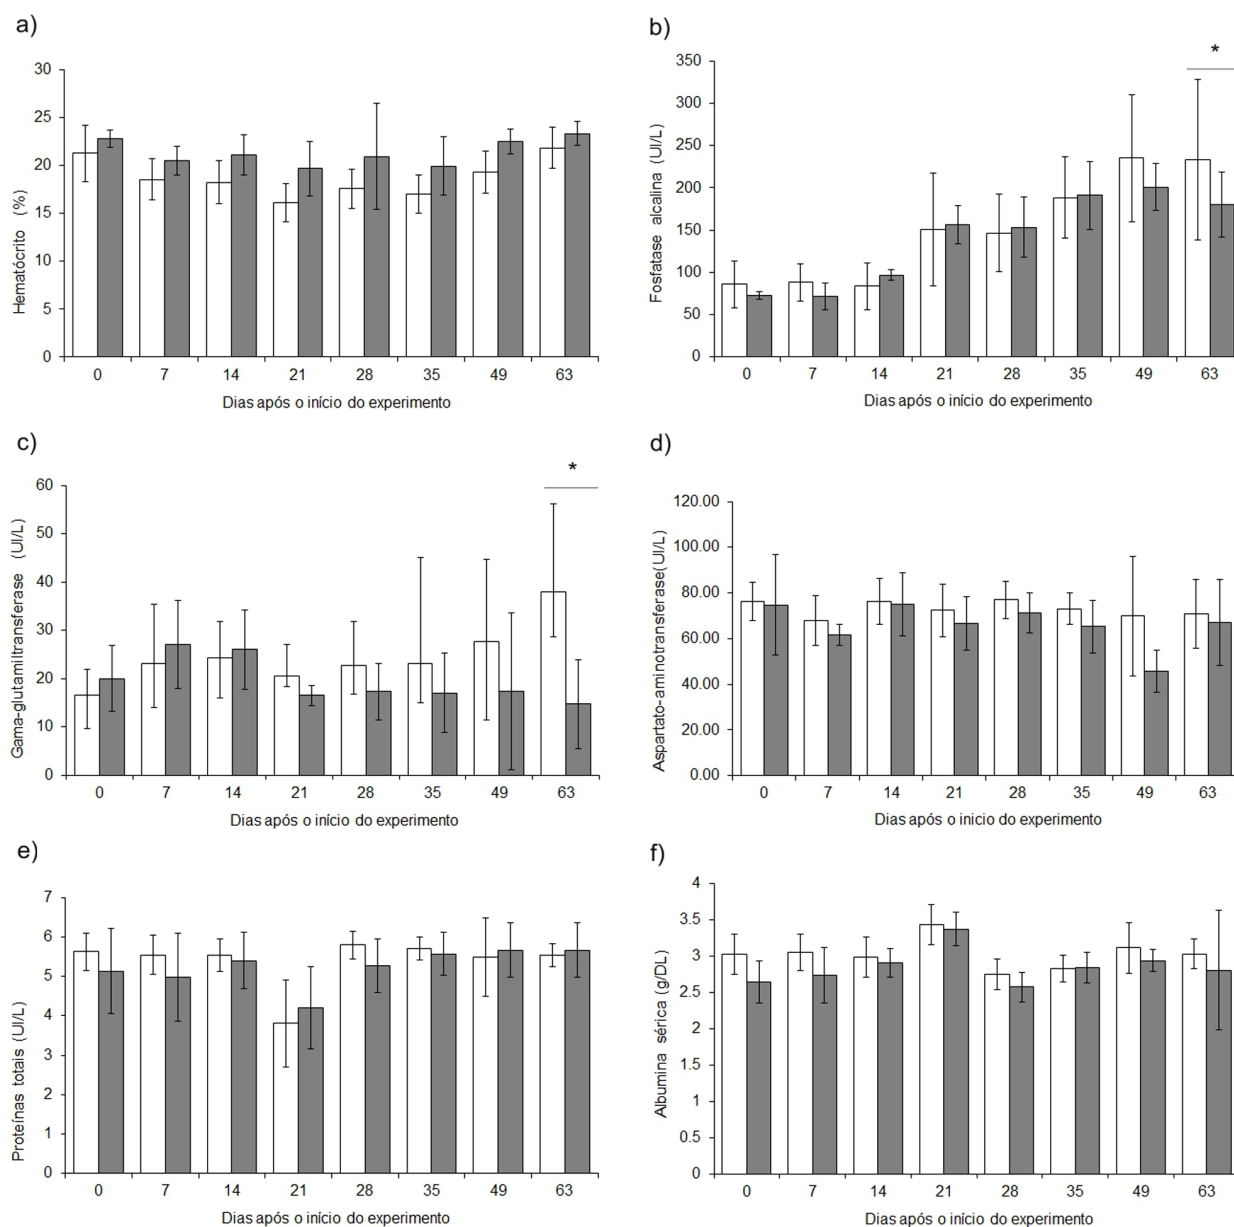 a)
30
25
20
15
10
5
0
Hematócrito (%)
0 7 14 21 28 35 49 63
Dias após o início do experimento
b)
*
350
300
250
200
150
100
50
0
Fosfatase alcalina (UI/L)
0 7 14 21 28 35 49 63
Dias após o início do experimento
c)
*
60
50
40
30
20
10
0
Gama-glutamiltransferase (UI/L)
0 7 14 21 28 35 49 63
Dias após o início do experimento
d)
120.00
100.00
80.00
60.00
40.00
20.00
0.00
Aspartato-aminotransferase(UI/L)
0 7 14 21 28 35 49 63
Dias após o inicio do experimento
e)
7
6
5
4
3
2
1
0
Proteínas totais (UI/L)
0 7 14 21 28 35 49 63
Dias após o início do experimento
f)
4
3.5
3
2.5
2
1.5
1
0.5
0
Albumina sérica (g/DL)
0 7 14 21 28 35 49 63
Dias após o início do experimento